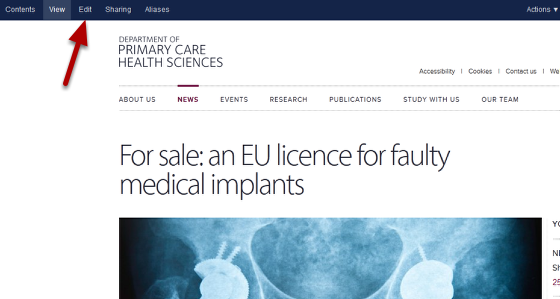 Contents View Edit Sharing Aliases Actions ▼
DEPARTMENT OF
PRIMARY CARE
HEALTH SCIENCES
Accessibility | Cookies | Contact us | We
ABOUT US NEWS EVENTS RESEARCH PUBLICATIONS STUDY WITH US OUR TEAM
For sale: an EU licence for faulty
medical implants
YO
NE
Sh
25